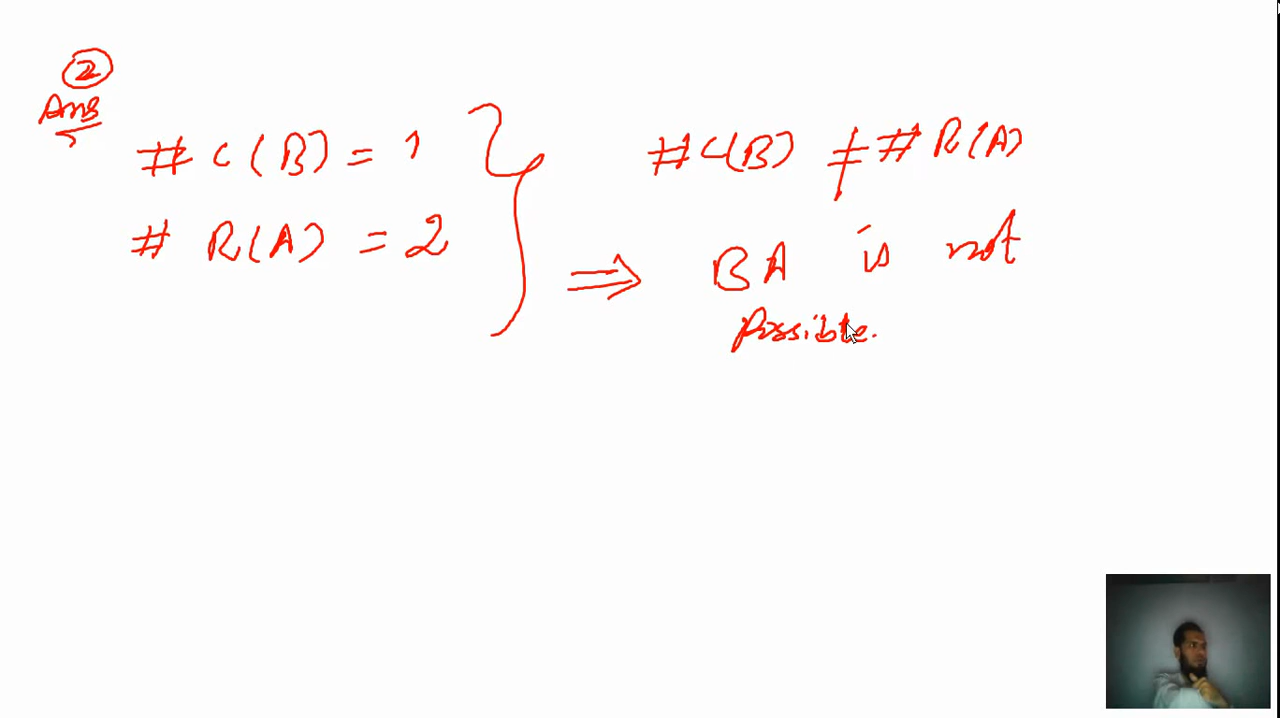 ②
Ans
# C(B) = 1
# R(A) = 2
# C(B) ≠ # R(A)
⇒ BA is not
possible.